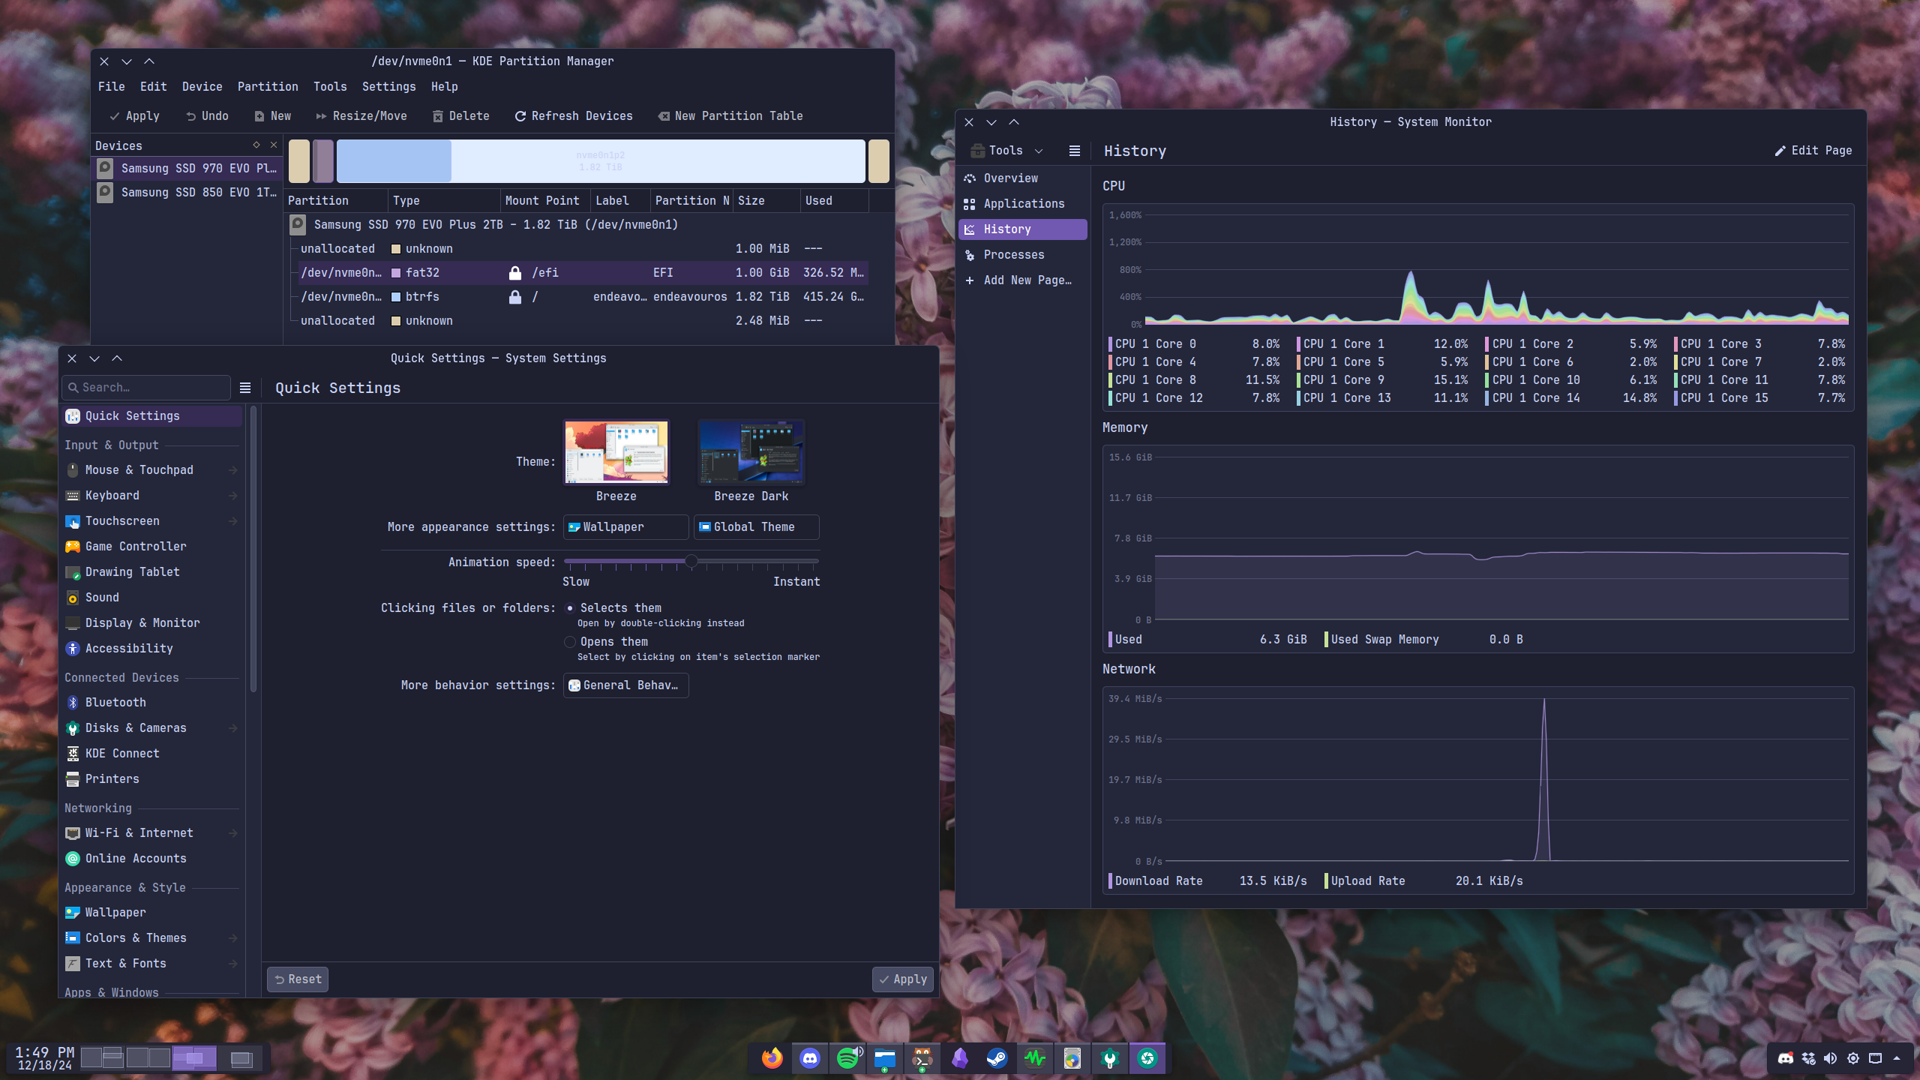 /dev/nvme0n1 — KDE Partition Manager
File Edit Device Partition Tools Settings Help
Apply Undo New Resize/Move Delete Refresh Devices New Partition Table
Devices
Samsung SSD 970 EVO Pl…
Samsung SSD 850 EVO 1T…
nvme0n1p2
1.82 TiB
Partition Type Mount Point Label Partition N Size Used
Samsung SSD 970 EVO Plus 2TB – 1.82 TiB (/dev/nvme0n1)
unallocated unknown 1.00 MiB ---
/dev/nvme0n… fat32 /efi EFI 1.00 GiB 326.52 M…
/dev/nvme0n… btrfs / endeavo… endeavouros 1.82 TiB 415.24 G…
unallocated unknown 2.48 MiB ---
Quick Settings — System Settings
Search…
Quick Settings
Quick Settings
Input & Output
Mouse & Touchpad
Keyboard
Touchscreen
Game Controller
Drawing Tablet
Sound
Display & Monitor
Accessibility
Connected Devices
Bluetooth
Disks & Cameras
KDE Connect
Printers
Networking
Wi-Fi & Internet
Online Accounts
Appearance & Style
Wallpaper
Colors & Themes
Text & Fonts
Apps & Windows
Theme:
Breeze Breeze Dark
More appearance settings: Wallpaper Global Theme
Animation speed:
Slow Instant
Clicking files or folders: Selects them
Open by double-clicking instead
Opens them
Select by clicking on item's selection marker
More behavior settings: General Behav…
Reset Apply
History — System Monitor
Tools History Edit Page
Overview
Applications
History
Processes
Add New Page…
CPU
1,600%
1,200%
800%
400%
0%
CPU 1 Core 0 8.0% CPU 1 Core 1 12.0% CPU 1 Core 2 5.9% CPU 1 Core 3 7.8%
CPU 1 Core 4 7.8% CPU 1 Core 5 5.9% CPU 1 Core 6 2.0% CPU 1 Core 7 2.0%
CPU 1 Core 8 11.5% CPU 1 Core 9 15.1% CPU 1 Core 10 6.1% CPU 1 Core 11 7.8%
CPU 1 Core 12 7.8% CPU 1 Core 13 11.1% CPU 1 Core 14 14.8% CPU 1 Core 15 7.7%
Memory
15.6 GiB
11.7 GiB
7.8 GiB
3.9 GiB
0 B
Used 6.3 GiB Used Swap Memory 0.0 B
Network
39.4 MiB/s
29.5 MiB/s
19.7 MiB/s
9.8 MiB/s
0 B/s
Download Rate 13.5 KiB/s Upload Rate 20.1 KiB/s
1:49 PM
12/18/24